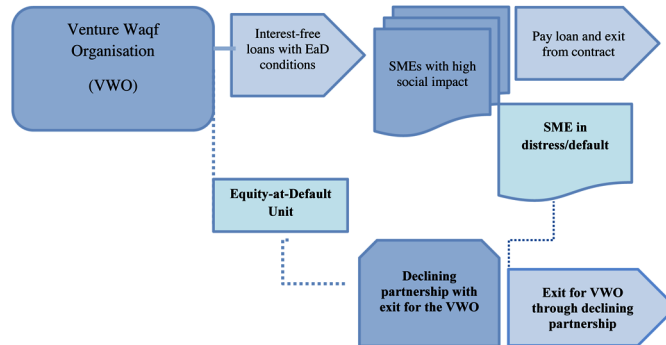 Venture Waqf
Organisation
(VWO)
Interest-free
loans with EaD
conditions
SMEs with high
social impact
Pay loan and exit
from contract
SME in
distress/default
Equity-at-Default
Unit
Declining
partnership with
exit for the VWO
Exit for VWO
through declining
partnership